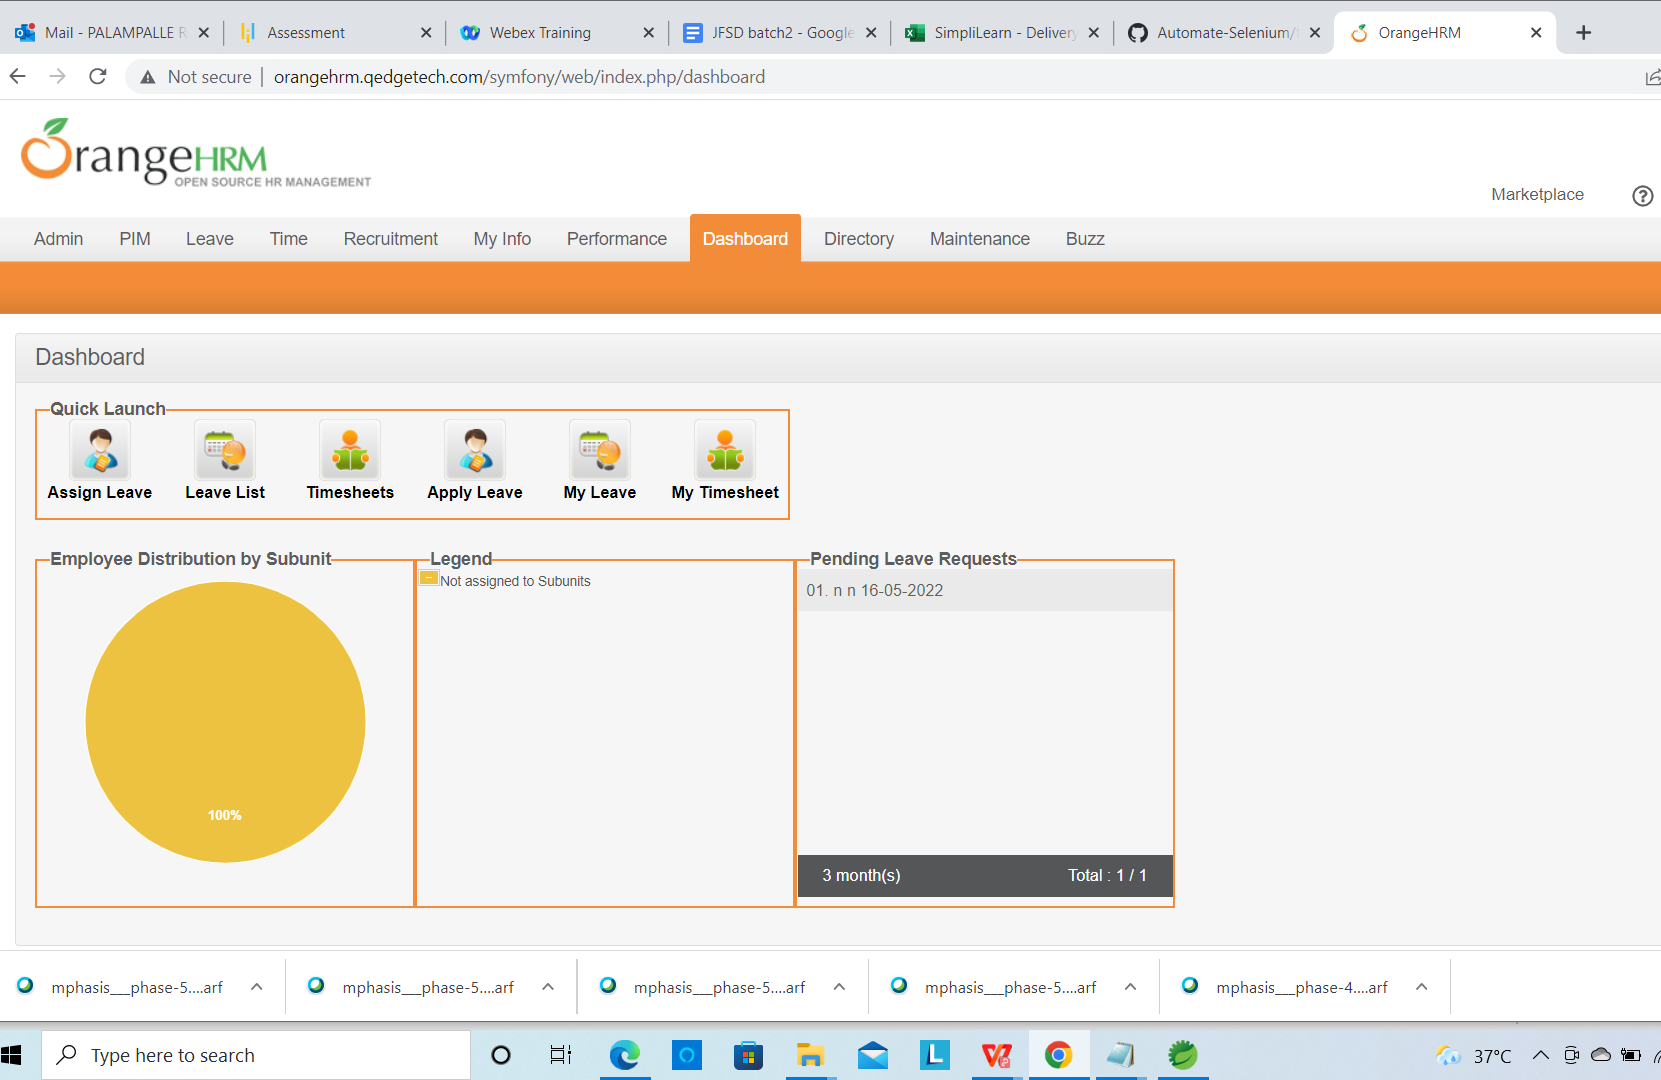 Mail - PALAMPALLE R
Assessment
Webex Training
JFSD batch2 - Google
SimpliLearn - Delivery
Automate-Selenium/
OrangeHRM
Not secure | orangehrm.qedgetech.com/symfony/web/index.php/dashboard
OrangeHRM
OPEN SOURCE HR MANAGEMENT
Marketplace
?
Admin PIM Leave Time Recruitment My Info Performance Dashboard Directory Maintenance Buzz
Dashboard
Quick Launch
Assign Leave Leave List Timesheets Apply Leave My Leave My Timesheet
Employee Distribution by Subunit
100%
Legend
Not assigned to Subunits
Pending Leave Requests
01. n n 16-05-2022
3 month(s) Total : 1 / 1
mphasis__phase-5....arf
mphasis__phase-5....arf
mphasis__phase-5....arf
mphasis__phase-5....arf
mphasis__phase-4....arf
Type here to search
L
37°C